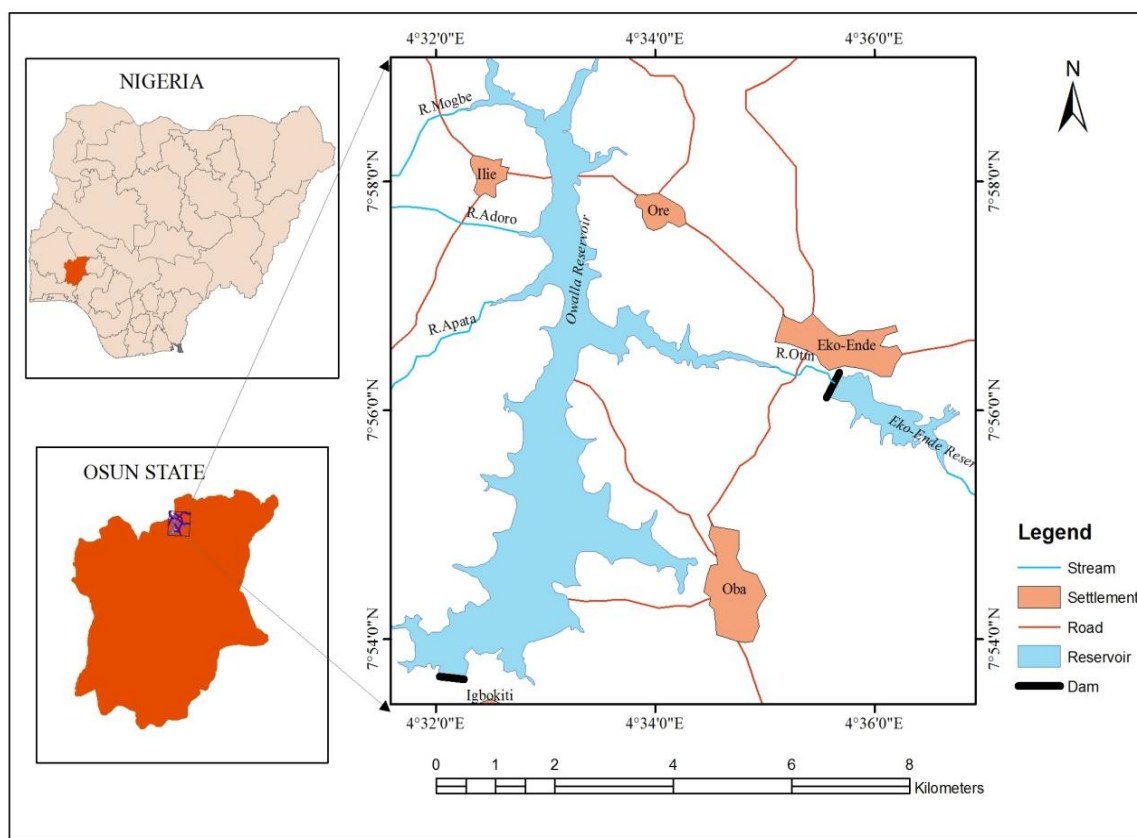 NIGERIA
OSUN STATE
4°32'0"E
4°34'0"E
4°36'0"E
N
7°58'0"N
7°56'0"N
7°54'0"N
R.Mogbe
Ilie
R.Adoro
Ore
Owalla Reservoir
R.Apata
Eko-Ende
R.Otin
Eko-Ende Reser
Oba
Igbokiti
7°58'0"N
7°56'0"N
7°54'0"N
4°32'0"E
4°34'0"E
4°36'0"E
Legend
Stream
Settlement
Road
Reservoir
Dam
0 1 2 4 6 8
Kilometers